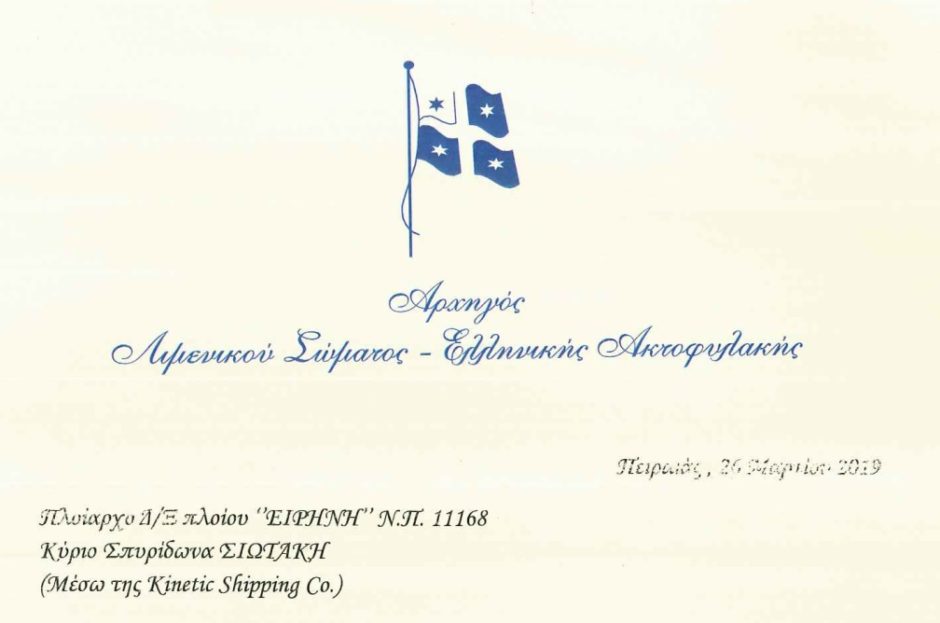 Αρχηγός
Λιμενικού Σώματος - Ελληνικής Ακτοφυλακής
Πειραιάς, 26 Μαρτίου 2019
Πλοίαρχο Δ/Ξ πλοίου ‘‘ΕΙΡΗΝΗ’’ Ν.Π. 11168
Κύριο Σπυρίδωνα ΣΙΩΤΑΚΗ
(Μέσω της Kinetic Shipping Co.)